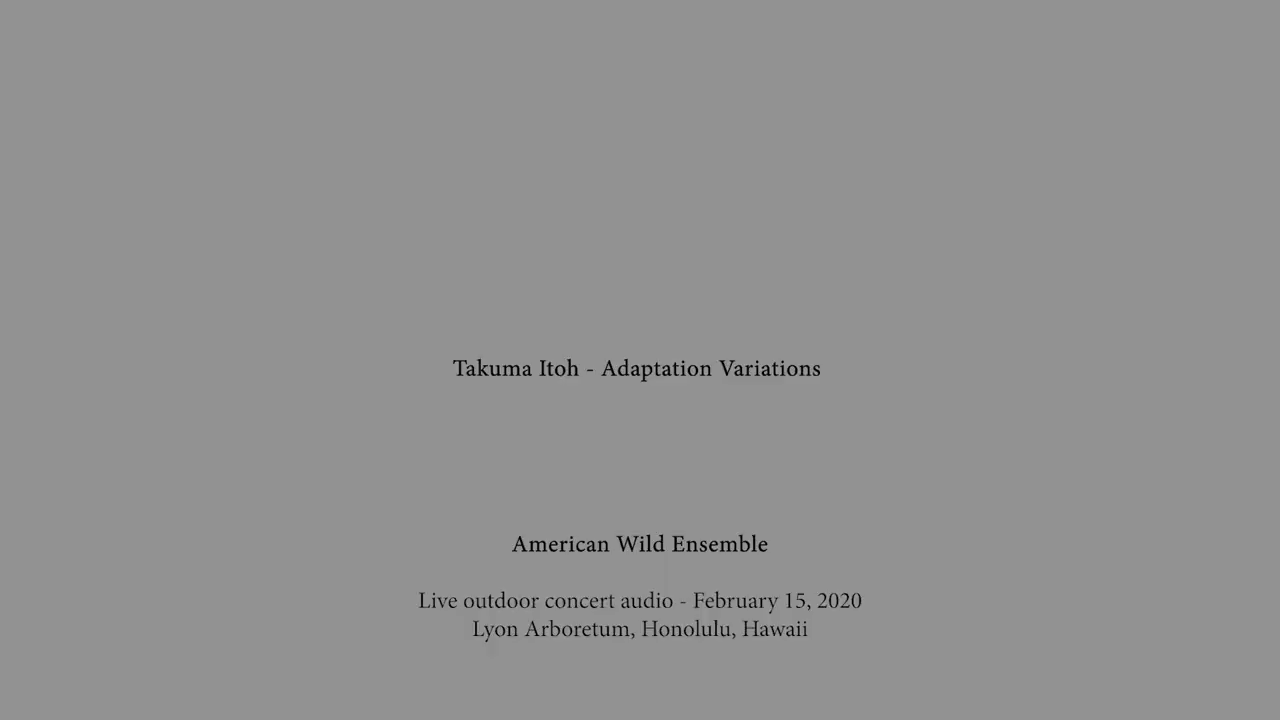 Takuma Itoh - Adaptation Variations
American Wild Ensemble
Live outdoor concert audio - February 15, 2020
Lyon Arboretum, Honolulu, Hawaii